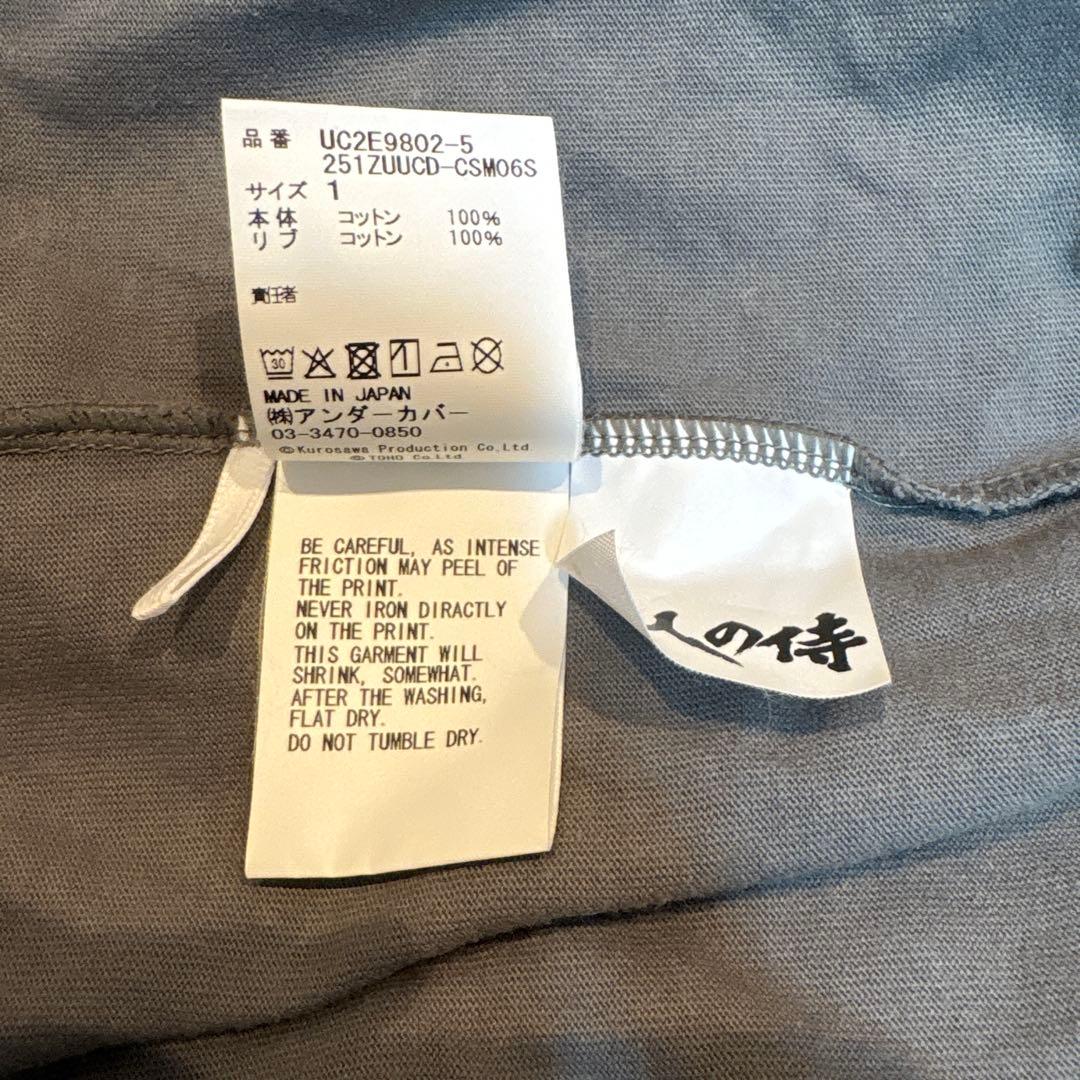 品番 UC2E9802-5
251ZUUCD-CSM06S
サイズ 1
本体 コットン 100%
リブ コットン 100%
責任者
30
MADE IN JAPAN
㈱アンダーカバー
03-3470-0850
©Kurosawa Production Co.,Ltd.
©TOHO Co.Ltd.
BE CAREFUL, AS INTENSE
FRICTION MAY PEEL OF
THE PRINT.
NEVER IRON DIRACTLY
ON THE PRINT.
THIS GARMENT WILL
SHRINK, SOMEWHAT.
AFTER THE WASHING,
FLAT DRY.
DO NOT TUMBLE DRY.
人の侍